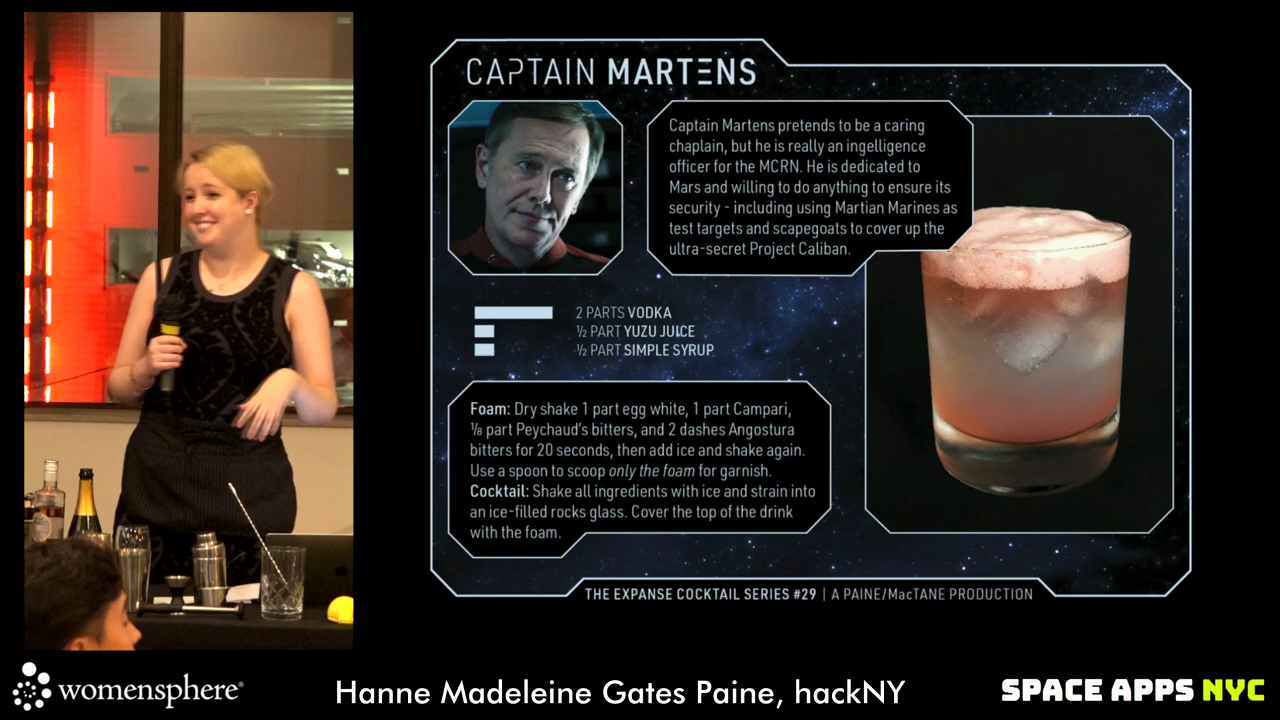 CAPTAIN MARTENS
Captain Martens pretends to be a caring
chaplain, but he is really an ingelligence
officer for the MCRN. He is dedicated to
Mars and willing to do anything to ensure its
security - including using Martian Marines as
test targets and scapegoats to cover up the
ultra-secret Project Caliban.
2 PARTS VODKA
½ PART YUZU JUICE
½ PART SIMPLE SYRUP
Foam: Dry shake 1 part egg white, 1 part Campari,
⅛ part Peychaud's bitters, and 2 dashes Angostura
bitters for 20 seconds, then add ice and shake again.
Use a spoon to scoop only the foam for garnish.
Cocktail: Shake all ingredients with ice and strain into
an ice-filled rocks glass. Cover the top of the drink
with the foam.
THE EXPANSE COCKTAIL SERIES #29 | A PAINE/MacTANE PRODUCTION
womensphere®
Hanne Madeleine Gates Paine, hackNY
SPACE APPS NYC